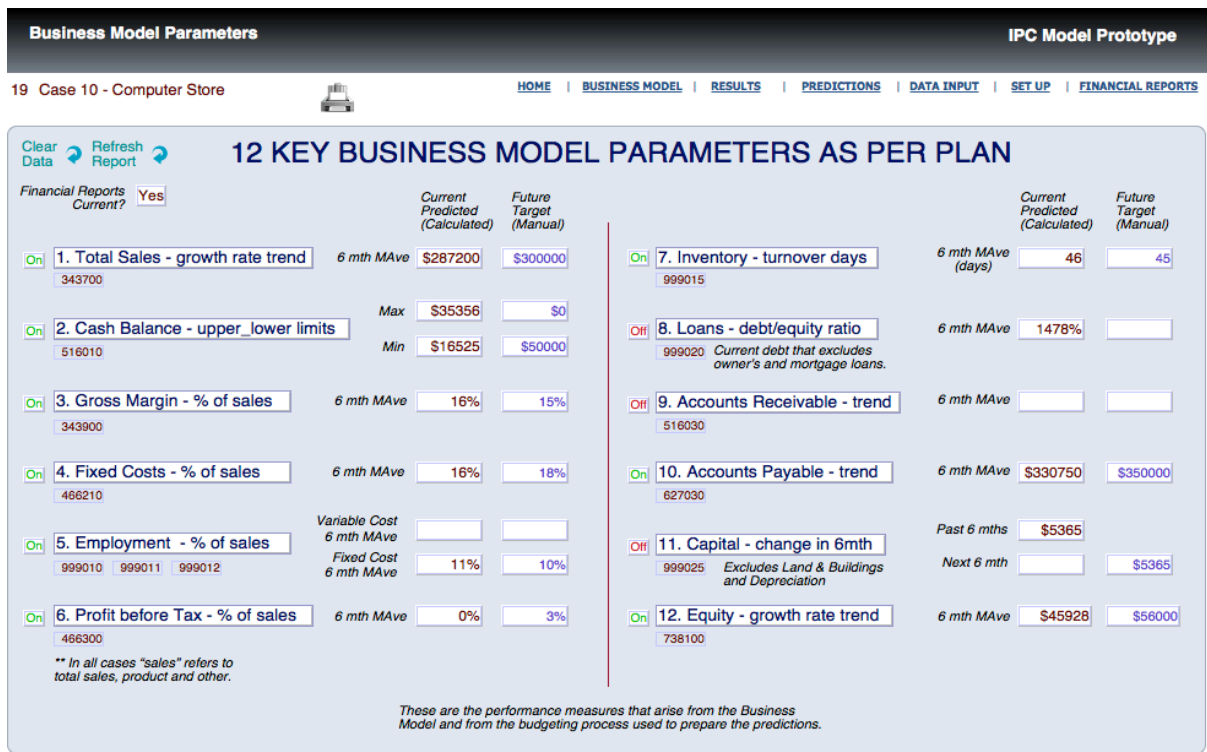 Business Model Parameters
IPC Model Prototype
19 Case 10 - Computer Store
HOME | BUSINESS MODEL | RESULTS | PREDICTIONS | DATA INPUT | SET UP | FINANCIAL REPORTS
Clear Data
Refresh Report
12 KEY BUSINESS MODEL PARAMETERS AS PER PLAN
Financial Reports Current? Yes
Current Predicted (Calculated)
Future Target (Manual)
On 1. Total Sales - growth rate trend 6 mth MAve $287200 $300000
343700
Max $35356 $0
On 2. Cash Balance - upper_lower limits
516010
Min $16525 $50000
On 3. Gross Margin - % of sales 6 mth MAve 16% 15%
343900
On 4. Fixed Costs - % of sales 6 mth MAve 16% 18%
466210
Variable Cost 6 mth MAve
On 5. Employment - % of sales
999010 999011 999012
Fixed Cost 6 mth MAve 11% 10%
On 6. Profit before Tax - % of sales 6 mth MAve 0% 3%
466300
** In all cases "sales" refers to
total sales, product and other.
Current Predicted (Calculated)
Future Target (Manual)
On 7. Inventory - turnover days 6 mth MAve (days) 46 45
999015
Off 8. Loans - debt/equity ratio 6 mth MAve 1478%
999020 Current debt that excludes
owner's and mortgage loans.
Off 9. Accounts Receivable - trend 6 mth MAve
516030
On 10. Accounts Payable - trend 6 mth MAve $330750 $350000
627030
Past 6 mths $5365
Off 11. Capital - change in 6mth
999025 Excludes Land & Buildings
and Depreciation
Next 6 mth $5365
On 12. Equity - growth rate trend 6 mth MAve $45928 $56000
738100
These are the performance measures that arise from the Business
Model and from the budgeting process used to prepare the predictions.